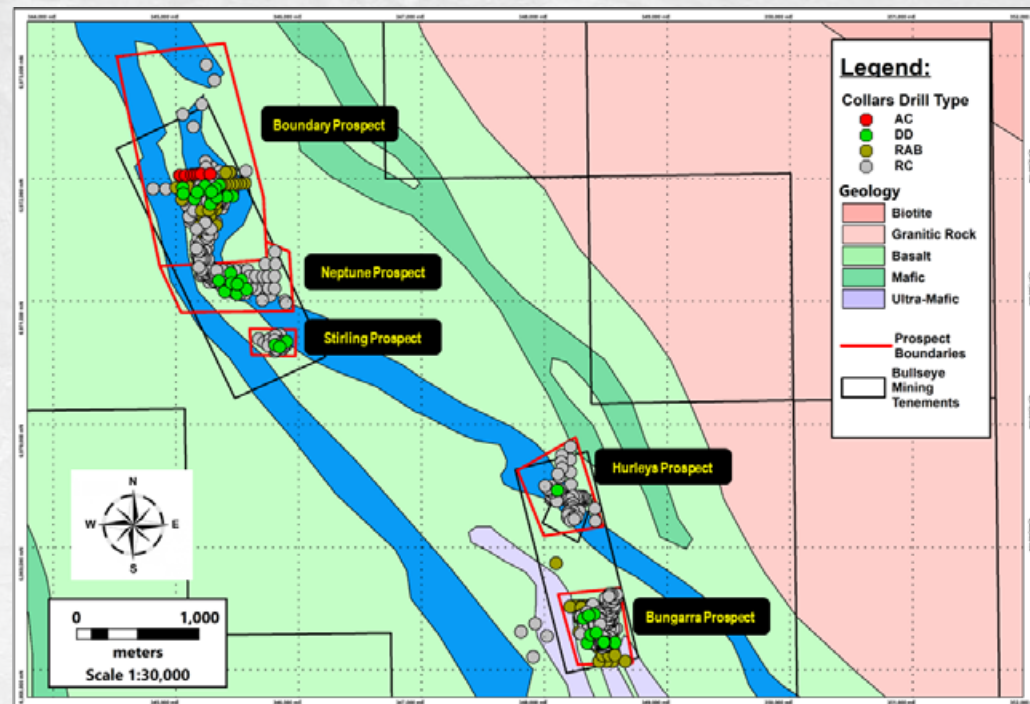 Boundary Prospect
Neptune Prospect
Stirling Prospect
Hurleys Prospect
Bungarra Prospect
Legend:
Collars Drill Type
AC
DD
RAB
RC
Geology
Biotite
Granitic Rock
Basalt
Mafic
Ultra-Mafic
Prospect
Boundaries
Bullseye
Mining
Tenements
N
W E
S
0 1,000
meters
Scale 1:30,000